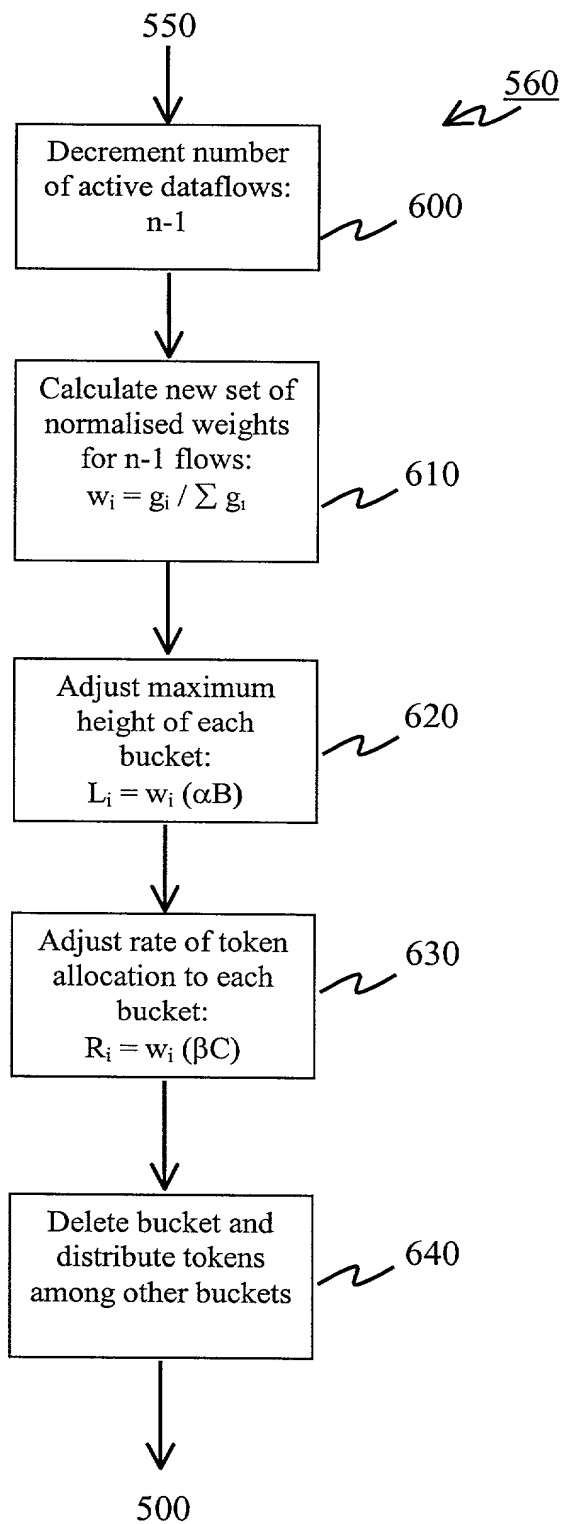 550
560
Decrement number
of active dataflows:
n-1
600
Calculate new set of
normalised weights
for n-1 flows:
wᵢ = gᵢ / Σ gᵢ
610
Adjust maximum
height of each
bucket:
Lᵢ = wᵢ (αB)
620
Adjust rate of token
allocation to each
bucket:
Rᵢ = wᵢ (βC)
630
Delete bucket and
distribute tokens
among other buckets
640
500